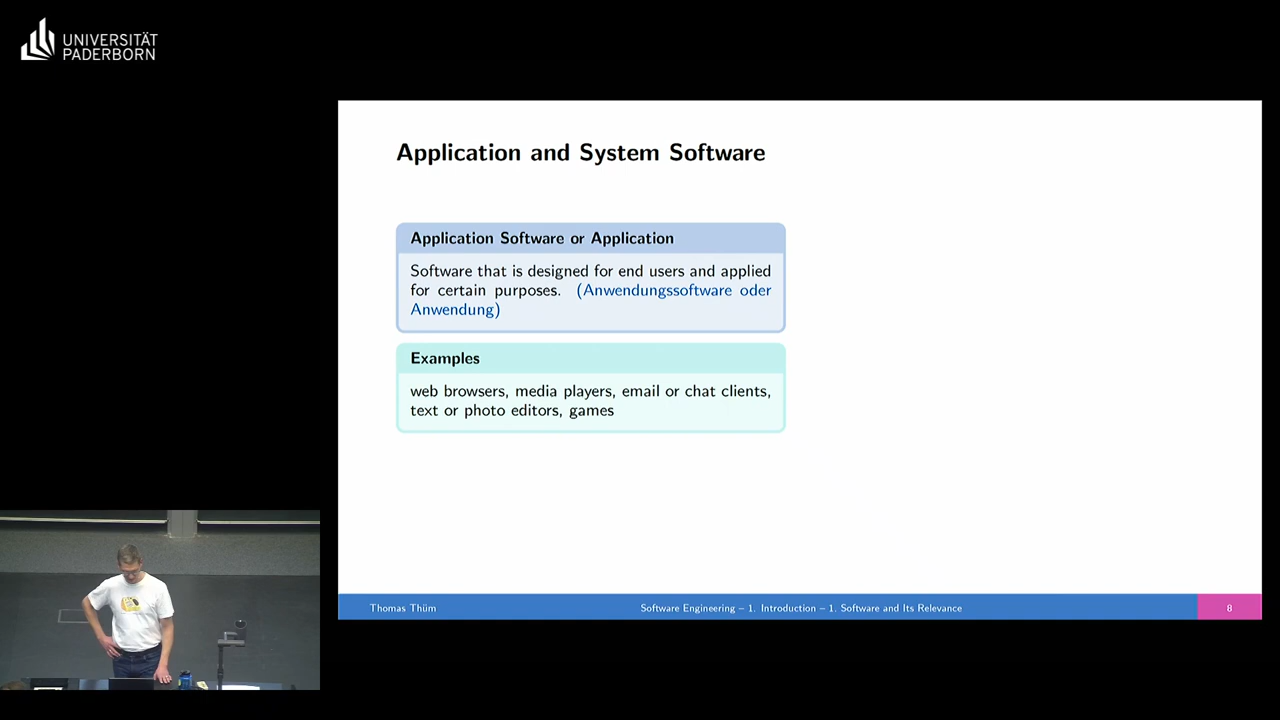 UNIVERSITÄT
PADERBORN
Application and System Software
Application Software or Application
Software that is designed for end users and applied
for certain purposes. (Anwendungssoftware oder
Anwendung)
Examples
web browsers, media players, email or chat clients,
text or photo editors, games
Thomas Thüm
Software Engineering – 1. Introduction – 1. Software and Its Relevance
8